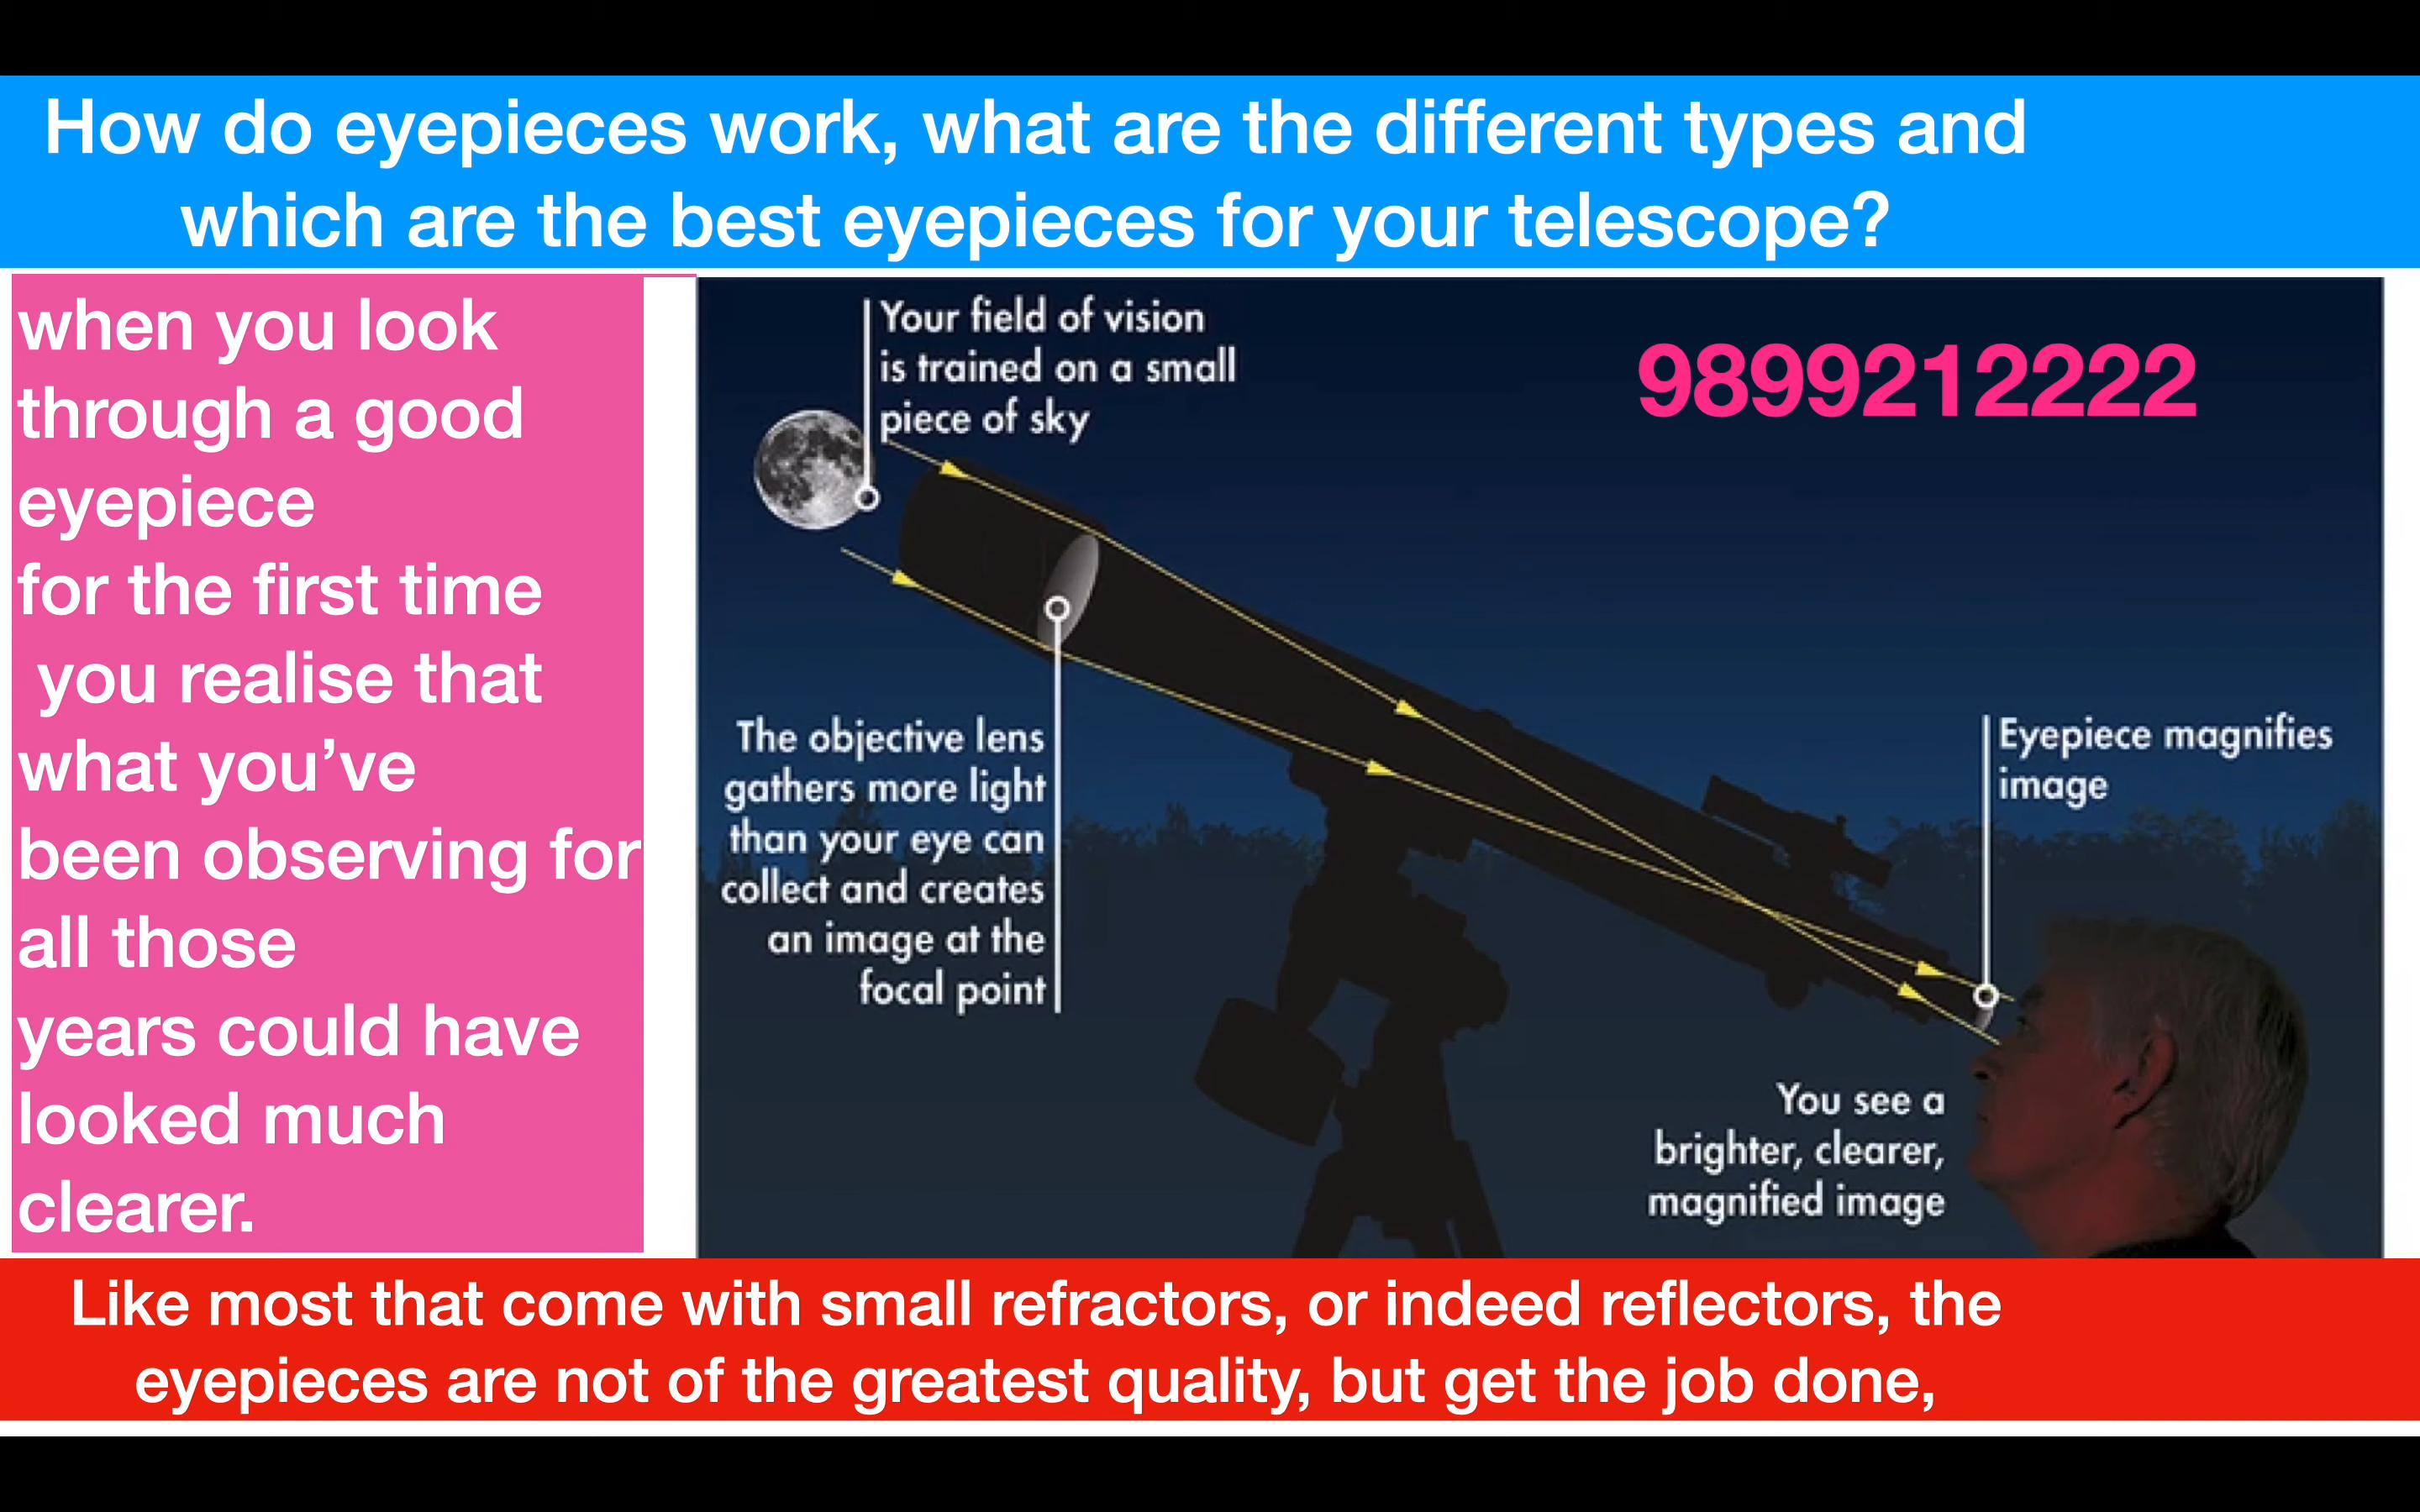 How do eyepieces work, what are the different types and
which are the best eyepieces for your telescope?
when you look
through a good
eyepiece
for the first time
you realise that
what you’ve
been observing for
all those
years could have
looked much
clearer.
Your field of vision
is trained on a small
piece of sky
9899212222
The objective lens
gathers more light
than your eye can
collect and creates
an image at the
focal point
Eyepiece magnifies
image
You see a
brighter, clearer,
magnified image
Like most that come with small refractors, or indeed reflectors, the
eyepieces are not of the greatest quality, but get the job done,